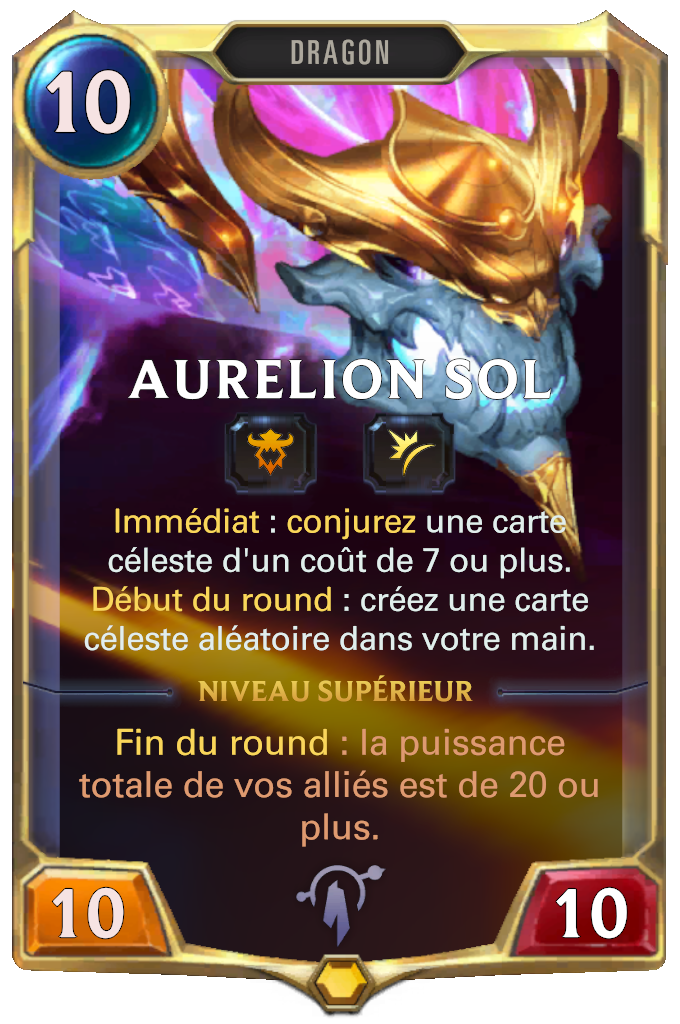 DRAGON
10
AURELION SOL
Immédiat : conjurez une carte
céleste d'un coût de 7 ou plus.
Début du round : créez une carte
céleste aléatoire dans votre main.
NIVEAU SUPÉRIEUR
Fin du round : la puissance
totale de vos alliés est de 20 ou
plus.
10
10